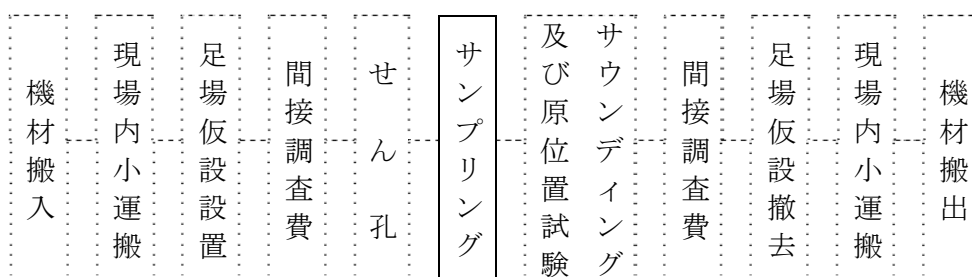 機材搬入
現場内小運搬
足場仮設設置
間接調査費
せん孔
サンプリング
サウンディング
及び原位置試験
間接調査費
足場仮設撤去
現場内小運搬
機材搬出